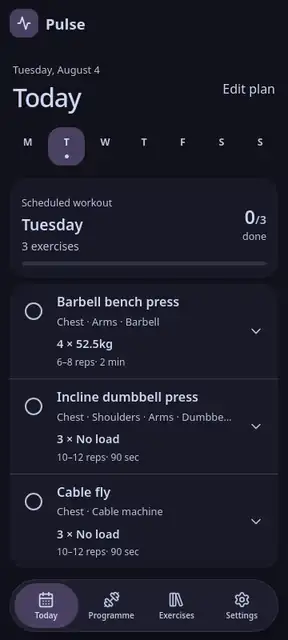 Pulse
Tuesday, August 4
Today
Edit plan
M T W T F S S
Scheduled workout
Tuesday
3 exercises
0/3
done
Barbell bench press
Chest · Arms · Barbell
4 × 52.5kg
6–8 reps· 2 min
Incline dumbbell press
Chest · Shoulders · Arms · Dumbbe...
3 × No load
10–12 reps· 90 sec
Cable fly
Chest · Cable machine
3 × No load
10–12 reps· 90 sec
Today Programme Exercises Settings